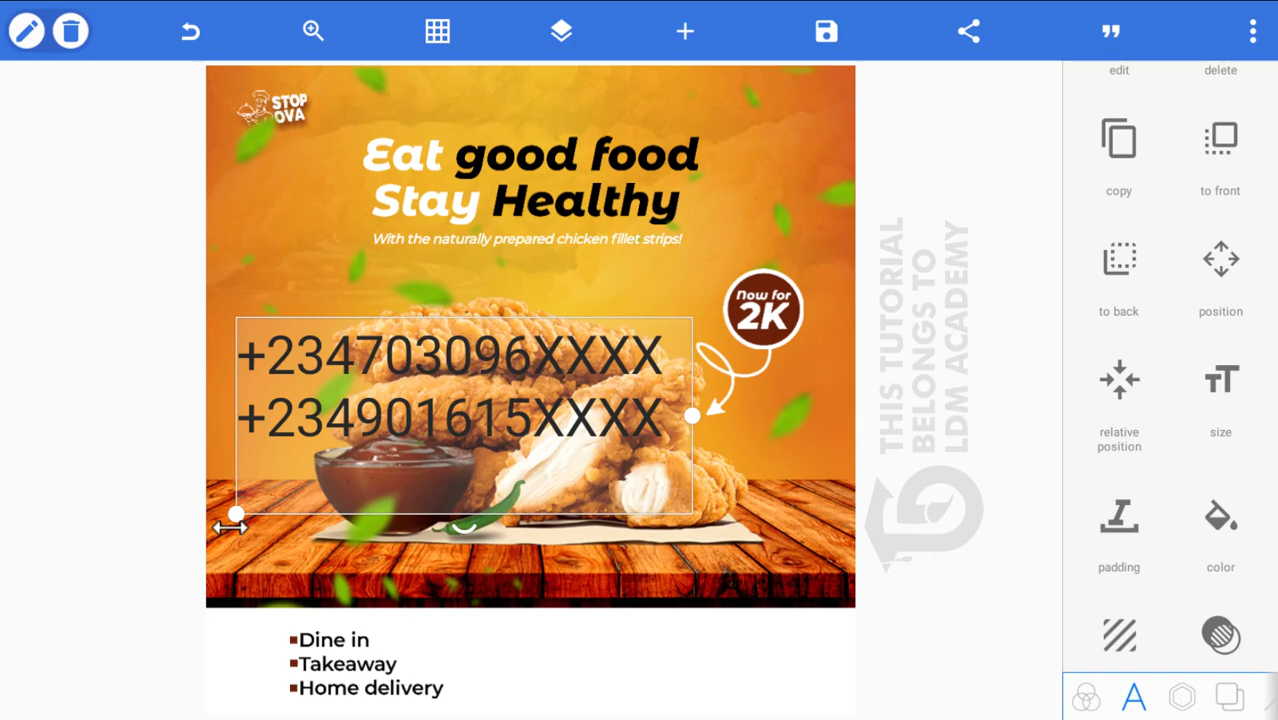 edit
delete
STOP
OVA
Eat good food
Stay Healthy
With the naturally prepared chicken fillet strips!
Now for
2K
+234703096XXXX
+234901615XXXX
THIS TUTORIAL
BELONGS TO
LDM ACADEMY
Dine in
Takeaway
Home delivery
copy
to front
to back
position
relative
position
size
padding
color